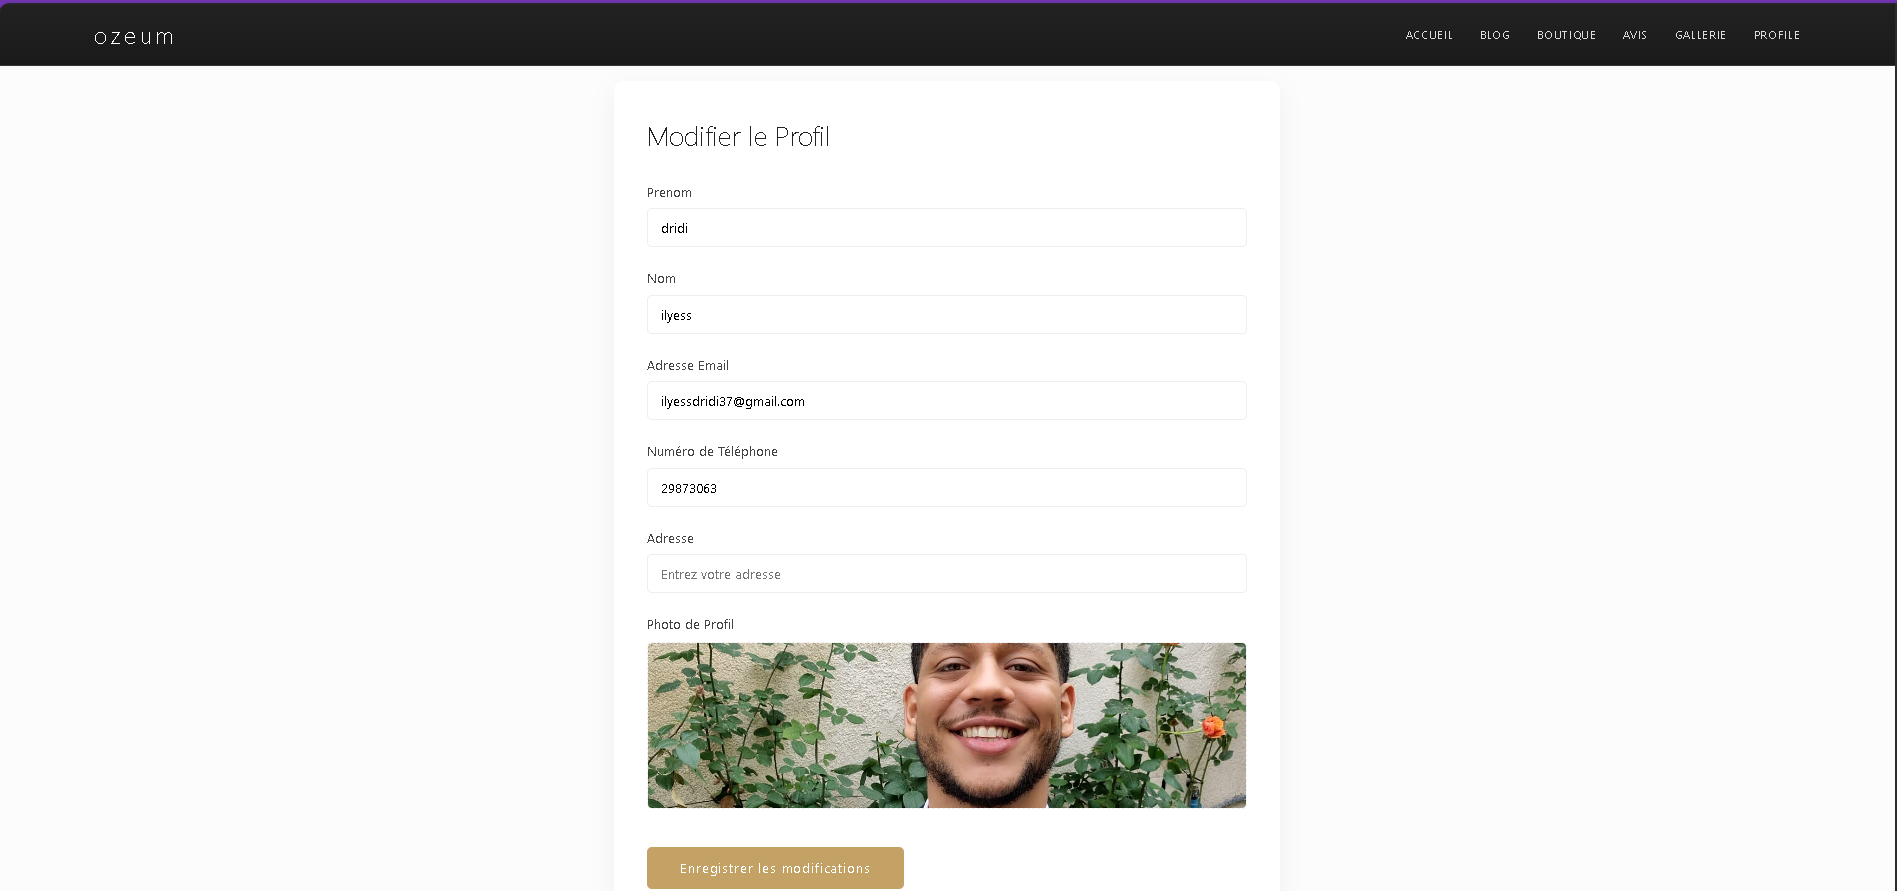 ozeum
ACCUEIL BLOG BOUTIQUE AVIS GALLERIE PROFILE
Modifier le Profil
Prenom
dridi
Nom
ilyess
Adresse Email
ilyessdridi37@gmail.com
Numéro de Téléphone
29873063
Adresse
Entrez votre adresse
Photo de Profil
Enregistrer les modifications